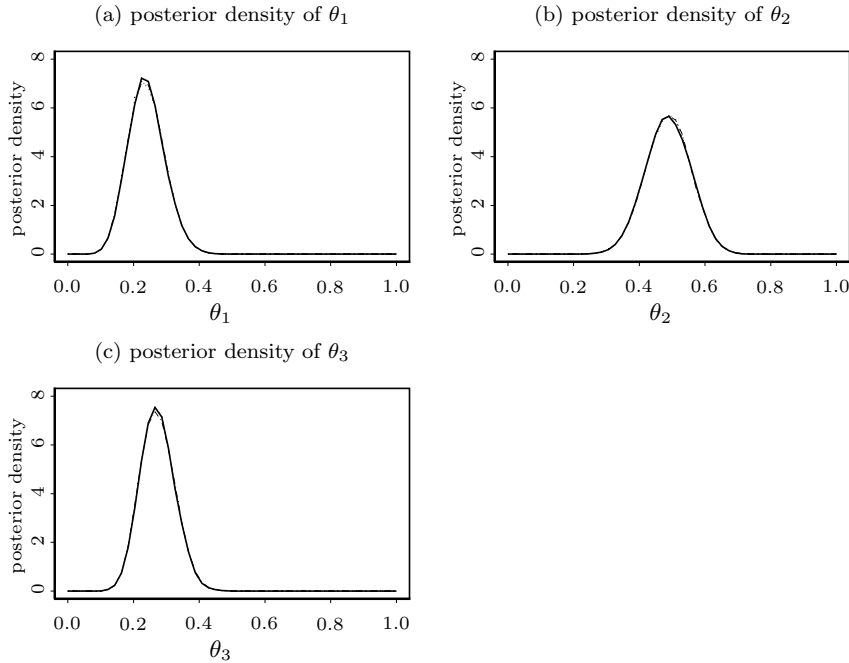 (a) posterior density of θ₁
posterior density
0 2 4 6 8
0.0 0.2 0.4 0.6 0.8 1.0
θ₁
(b) posterior density of θ₂
posterior density
0 2 4 6 8
0.0 0.2 0.4 0.6 0.8 1.0
θ₂
(c) posterior density of θ₃
posterior density
0 2 4 6 8
0.0 0.2 0.4 0.6 0.8 1.0
θ₃